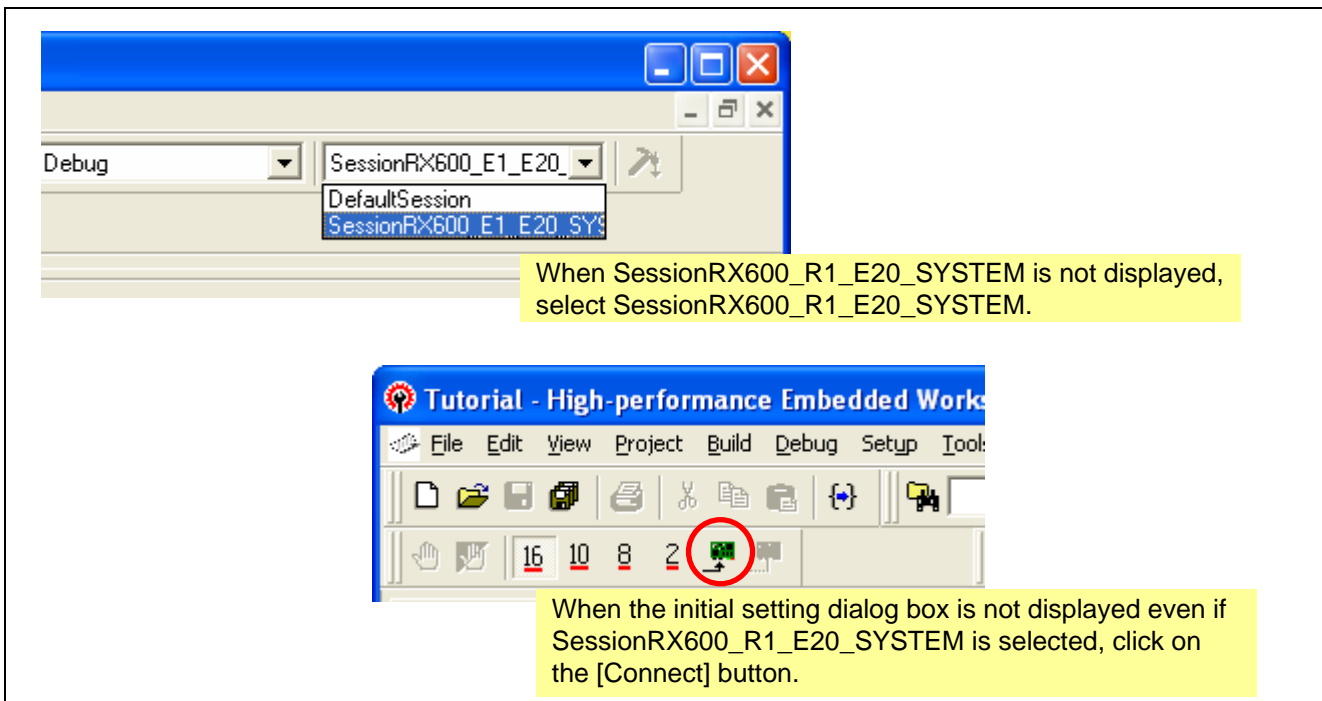 Debug SessionRX600_E1_E20_
DefaultSession
SessionRX600_E1_E20_SYS
When SessionRX600_R1_E20_SYSTEM is not displayed,
select SessionRX600_R1_E20_SYSTEM.
Tutorial - High-performance Embedded Works
File Edit View Project Build Debug Setup Tools
16 10 8 2
When the initial setting dialog box is not displayed even if
SessionRX600_R1_E20_SYSTEM is selected, click on
the [Connect] button.